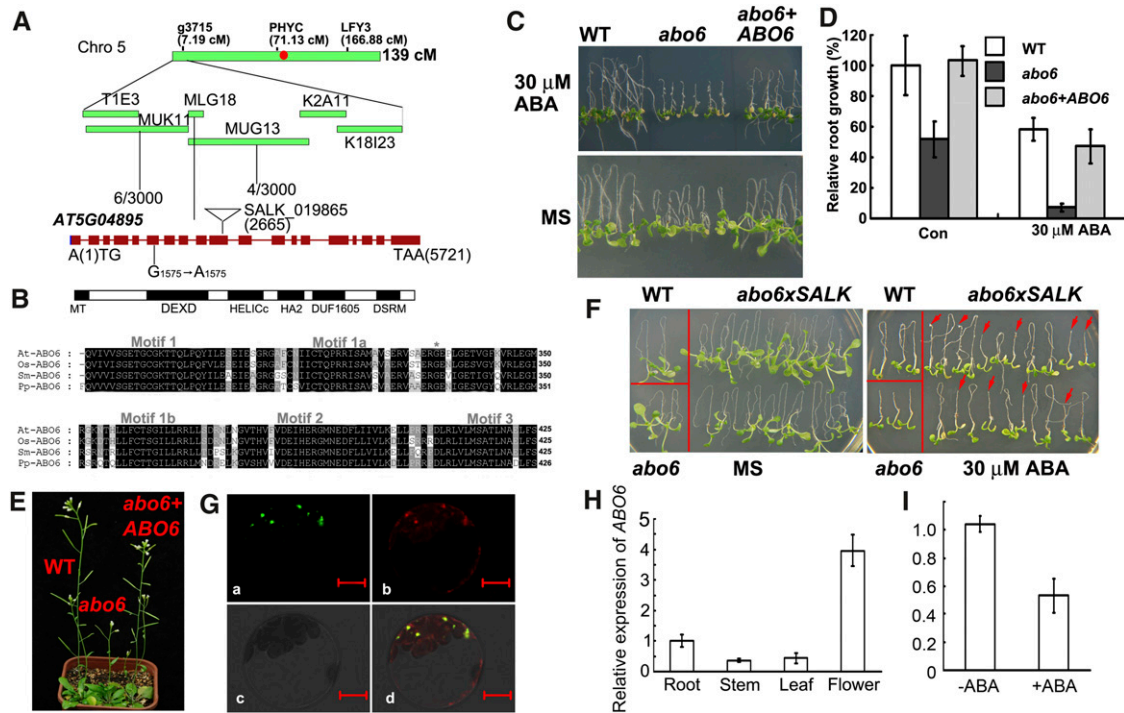 A
g3715
(7.19 cM)
PHYC
(71.13 cM)
LFY3
(166.88 cM)
Chro 5
139 cM
T1E3
MLG18
K2A11
MUK11
MUG13
K18I23
6/3000
4/3000
SALK_019865
(2665)
AT5G04895
A(1)TG
TAA(5721)
G1575→A1575
B
MT
DEXD
HELICc
HA2
DUF1605
DSRM
Motif 1
Motif 1a
*
At-ABO6 :
350
Os-ABO6 :
350
Sm-ABO6 :
350
Pp-ABO6 :
351
Motif 1b
Motif 2
Motif 3
At-ABO6 :
425
Os-ABO6 :
425
Sm-ABO6 :
425
Pp-ABO6 :
426
C
WT
abo6
abo6+
ABO6
30 μM
ABA
MS
D
Relative root growth (%)
120
100
80
60
40
20
0
WT
abo6
abo6+ABO6
Con
30 μM ABA
E
abo6+
ABO6
WT
abo6
F
WT
abo6xSALK
WT
abo6xSALK
abo6
MS
abo6
30 μM ABA
G
a
b
c
d
H
Relative expression of ABO6
5
4
3
2
1
0
Root
Stem
Leaf
Flower
I
1.0
0.8
0.6
0.4
0.2
0
-ABA
+ABA